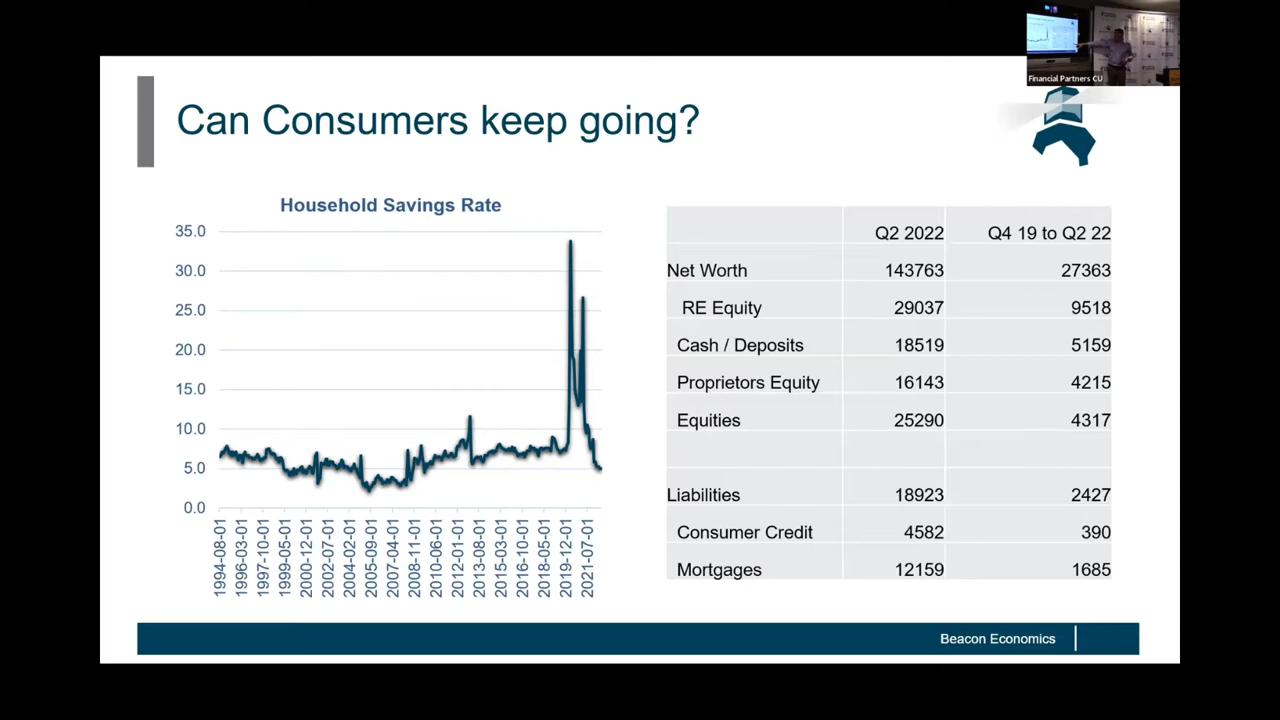 Financial Partners CU
Can Consumers keep going?
Household Savings Rate
35.0
30.0
25.0
20.0
15.0
10.0
5.0
0.0
1994-08-01
1996-03-01
1997-10-01
1999-05-01
2000-12-01
2002-07-01
2004-02-01
2005-09-01
2007-04-01
2008-11-01
2010-06-01
2012-01-01
2013-08-01
2015-03-01
2016-10-01
2018-05-01
2019-12-01
2021-07-01
Q2 2022 Q4 19 to Q2 22
Net Worth 143763 27363
RE Equity 29037 9518
Cash / Deposits 18519 5159
Proprietors Equity 16143 4215
Equities 25290 4317
Liabilities 18923 2427
Consumer Credit 4582 390
Mortgages 12159 1685
Beacon Economics